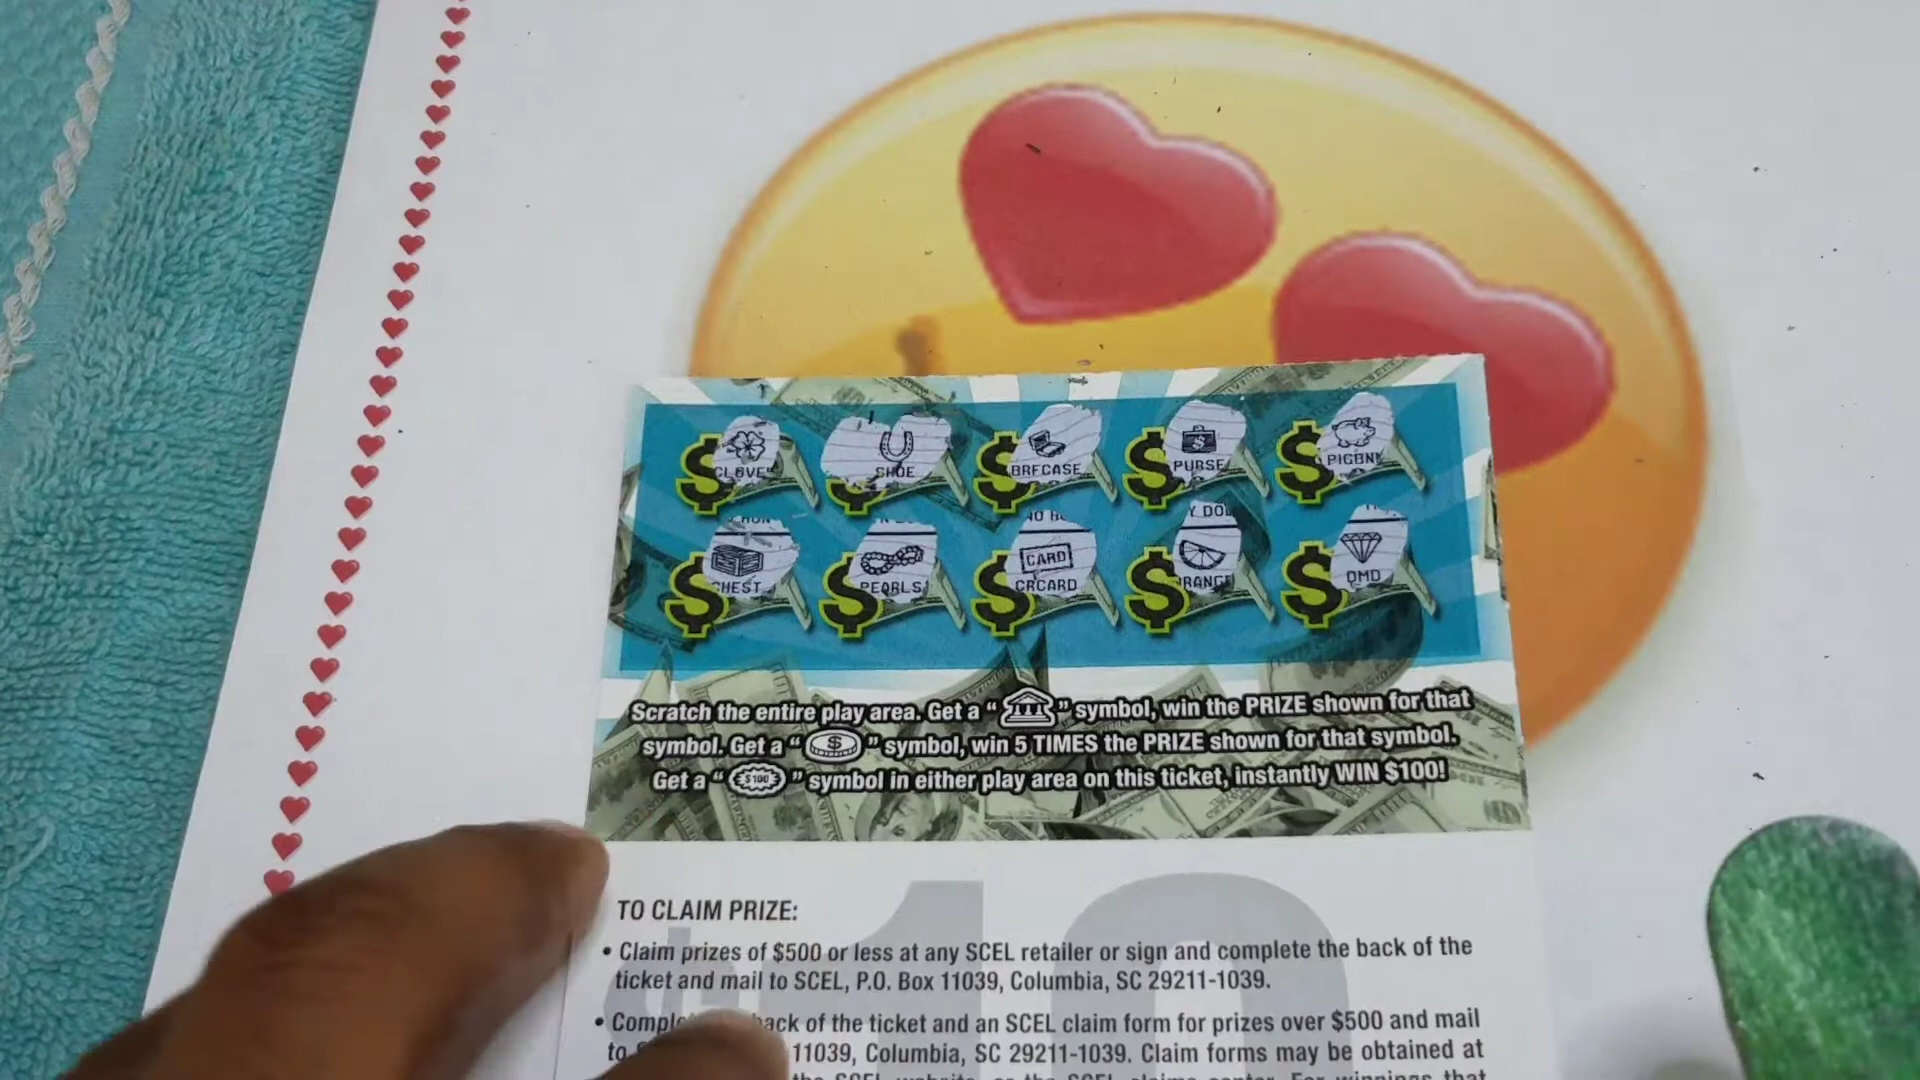 CLOVER SHOE BRFCASE PURSE PIGBNK
CHEST PEARLS CRCARD RANGE DMD
CARD
Scratch the entire play area. Get a “ ” symbol, win the PRIZE shown for that
symbol. Get a “ $ ” symbol, win 5 TIMES the PRIZE shown for that symbol.
Get a “ $100 ” symbol in either play area on this ticket, instantly WIN $100!
TO CLAIM PRIZE:
• Claim prizes of $500 or less at any SCEL retailer or sign and complete the back of the
ticket and mail to SCEL, P.O. Box 11039, Columbia, SC 29211-1039.
• back of the ticket and an SCEL claim form for prizes over $500 and mail
to 11039, Columbia, SC 29211-1039. Claim forms may be obtained at